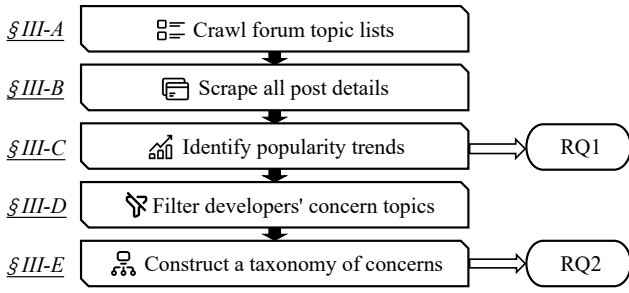 § III-A Crawl forum topic lists
§ III-B Scrape all post details
§ III-C Identify popularity trends RQ1
§ III-D Filter developers' concern topics
§ III-E Construct a taxonomy of concerns RQ2